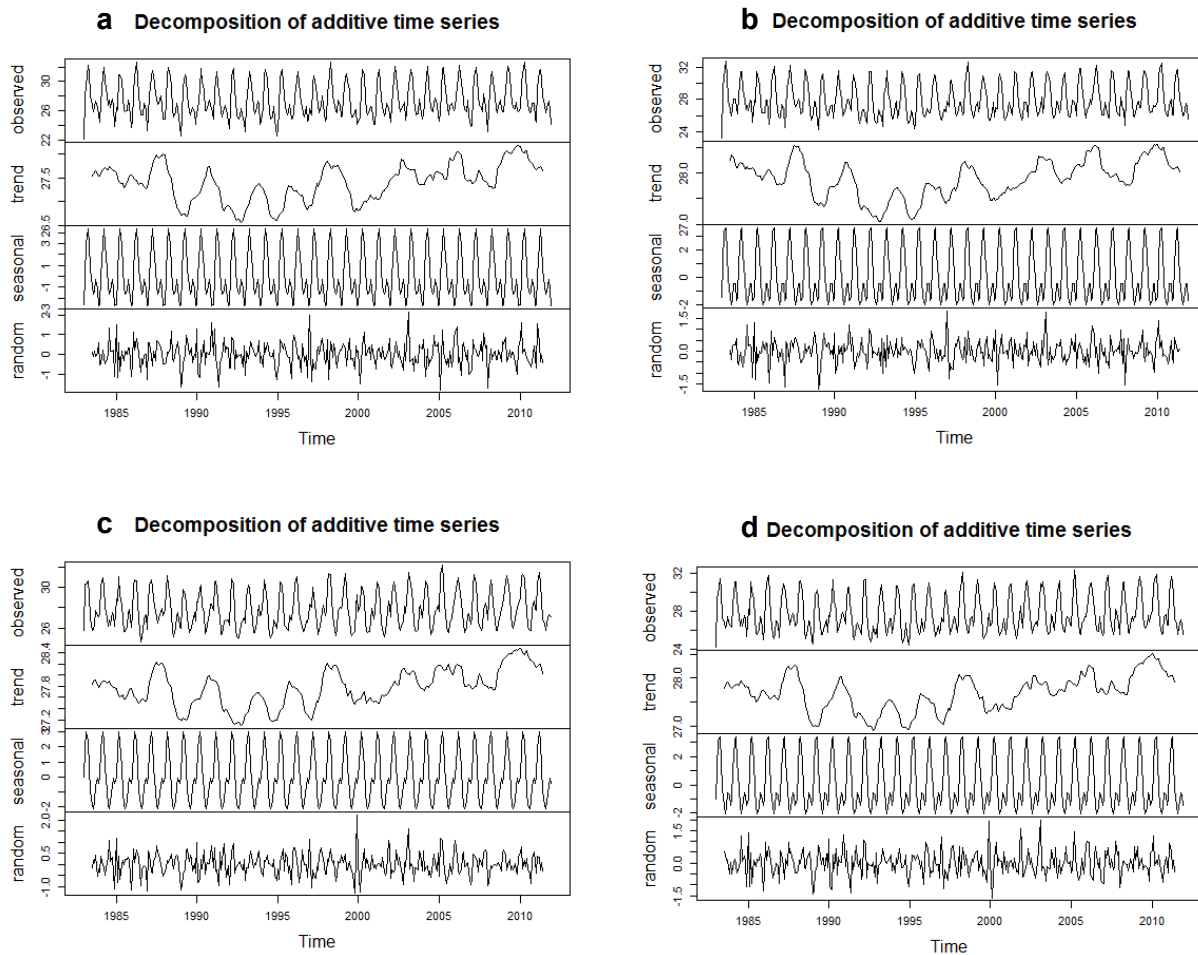 a Decomposition of additive time series
observed
22 26 30
trend
26.5 27.5
seasonal
-3 -1 1 3
random
-1 0 1 2
1985 1990 1995 2000 2005 2010
Time
b Decomposition of additive time series
observed
24 28 32
trend
27.0 28.0
seasonal
-2 0 2
random
-1.5 0.0 1.5
1985 1990 1995 2000 2005 2010
Time
c Decomposition of additive time series
observed
26 30
trend
27.2 27.8 28.4
seasonal
-2 0 2
random
-1.0 0.5 2.0
1985 1990 1995 2000 2005 2010
Time
d Decomposition of additive time series
observed
24 28 32
trend
27.0 28.0
seasonal
-2 0 2
random
-1.5 0.0 1.5
1985 1990 1995 2000 2005 2010
Time